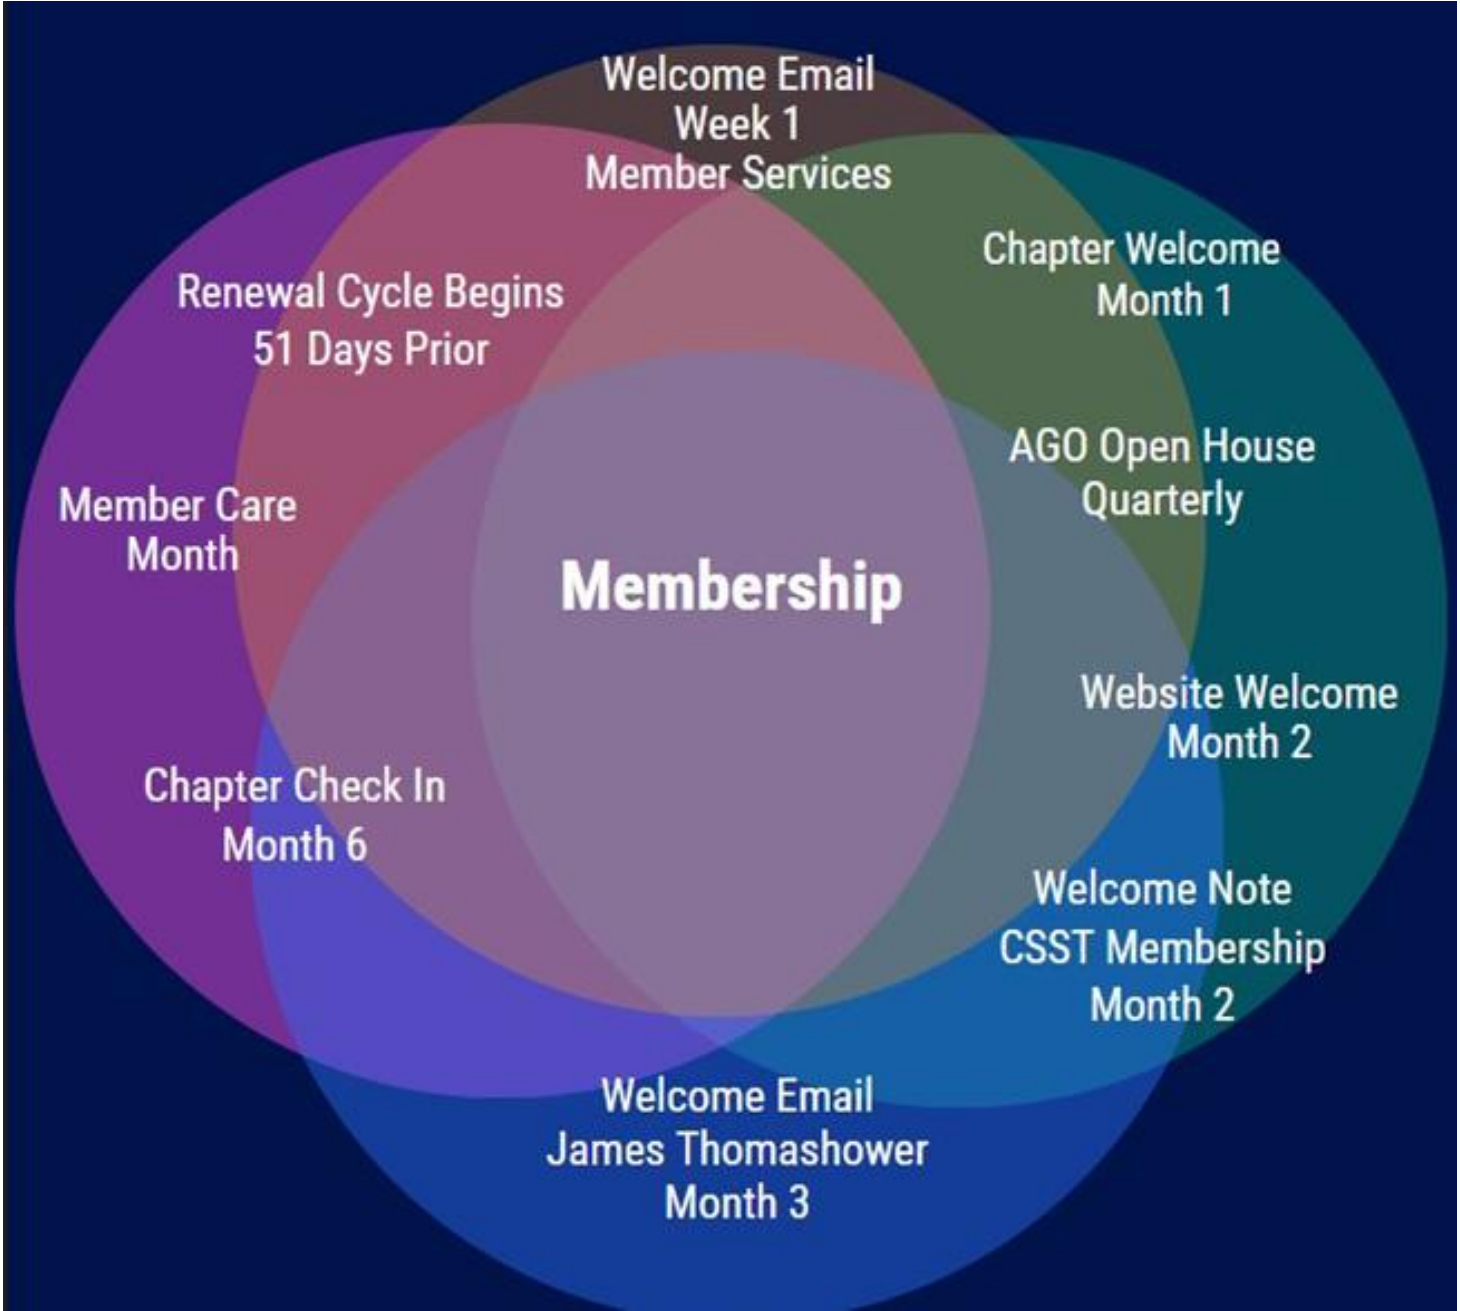 Welcome Email
Week 1
Member Services
Chapter Welcome
Month 1
AGO Open House
Quarterly
Website Welcome
Month 2
Welcome Note
CSST Membership
Month 2
Welcome Email
James Thomashower
Month 3
Chapter Check In
Month 6
Member Care
Month
Renewal Cycle Begins
51 Days Prior
Membership